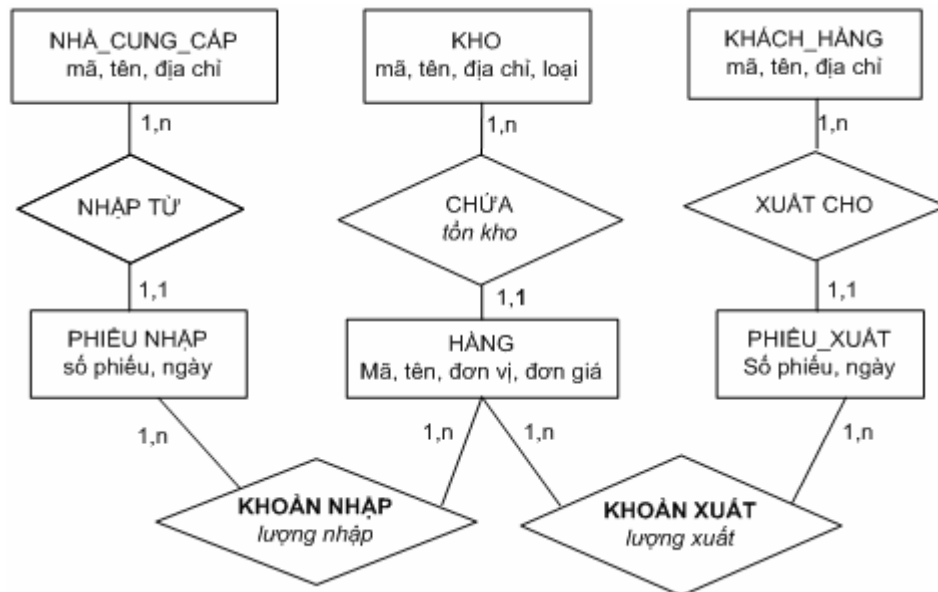 NHÀ_CUNG_CẤP
mã, tên, địa chỉ
KHO
mã, tên, địa chỉ, loại
KHÁCH_HÀNG
mã, tên, địa chỉ
1,n
1,n
1,n
NHẬP TỪ
CHỨA
tồn kho
XUẤT CHO
1,1
1,1
1,1
PHIẾU NHẬP
số phiếu, ngày
HÀNG
Mã, tên, đơn vị, đơn giá
PHIẾU_XUẤT
Số phiếu, ngày
1,n
1,n
1,n
1,n
KHOẢN NHẬP
lượng nhập
KHOẢN XUẤT
lượng xuất